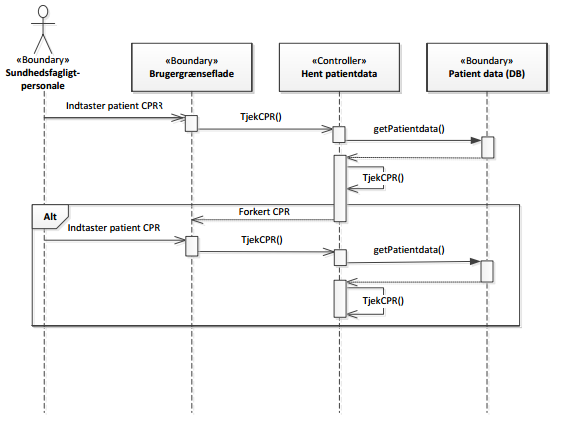 «Boundary»
Sundhedsfagligt-
personale
«Boundary»
Brugergrænseflade
«Controller»
Hent patientdata
«Boundary»
Patient data (DB)
Indtaster patient CPRR
TjekCPR()
getPatientdata()
TjekCPR()
Alt
Forkert CPR
Indtaster patient CPR
TjekCPR()
getPatientdata()
TjekCPR()